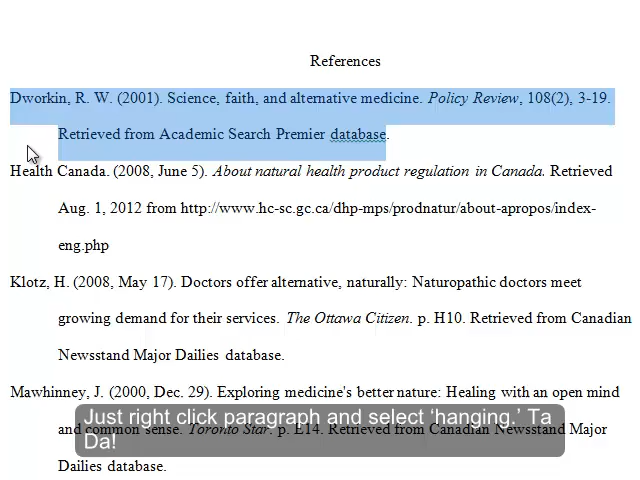 References
Dworkin, R. W. (2001). Science, faith, and alternative medicine. Policy Review, 108(2), 3-19.
Retrieved from Academic Search Premier database.
Health Canada. (2008, June 5). About natural health product regulation in Canada. Retrieved
Aug. 1, 2012 from http://www.hc-sc.gc.ca/dhp-mps/prodnatur/about-apropos/index-
eng.php
Klotz, H. (2008, May 17). Doctors offer alternative, naturally: Naturopathic doctors meet
growing demand for their services. The Ottawa Citizen. p. H10. Retrieved from Canadian
Newsstand Major Dailies database.
Mawhinney, J. (2000, Dec. 29). Exploring medicine's better nature: Healing with an open mind
and common sense. Toronto Star. p. E14. Retrieved from Canadian Newsstand Major
Dailies database.
Just right click paragraph and select ‘hanging.’ Ta
Da!